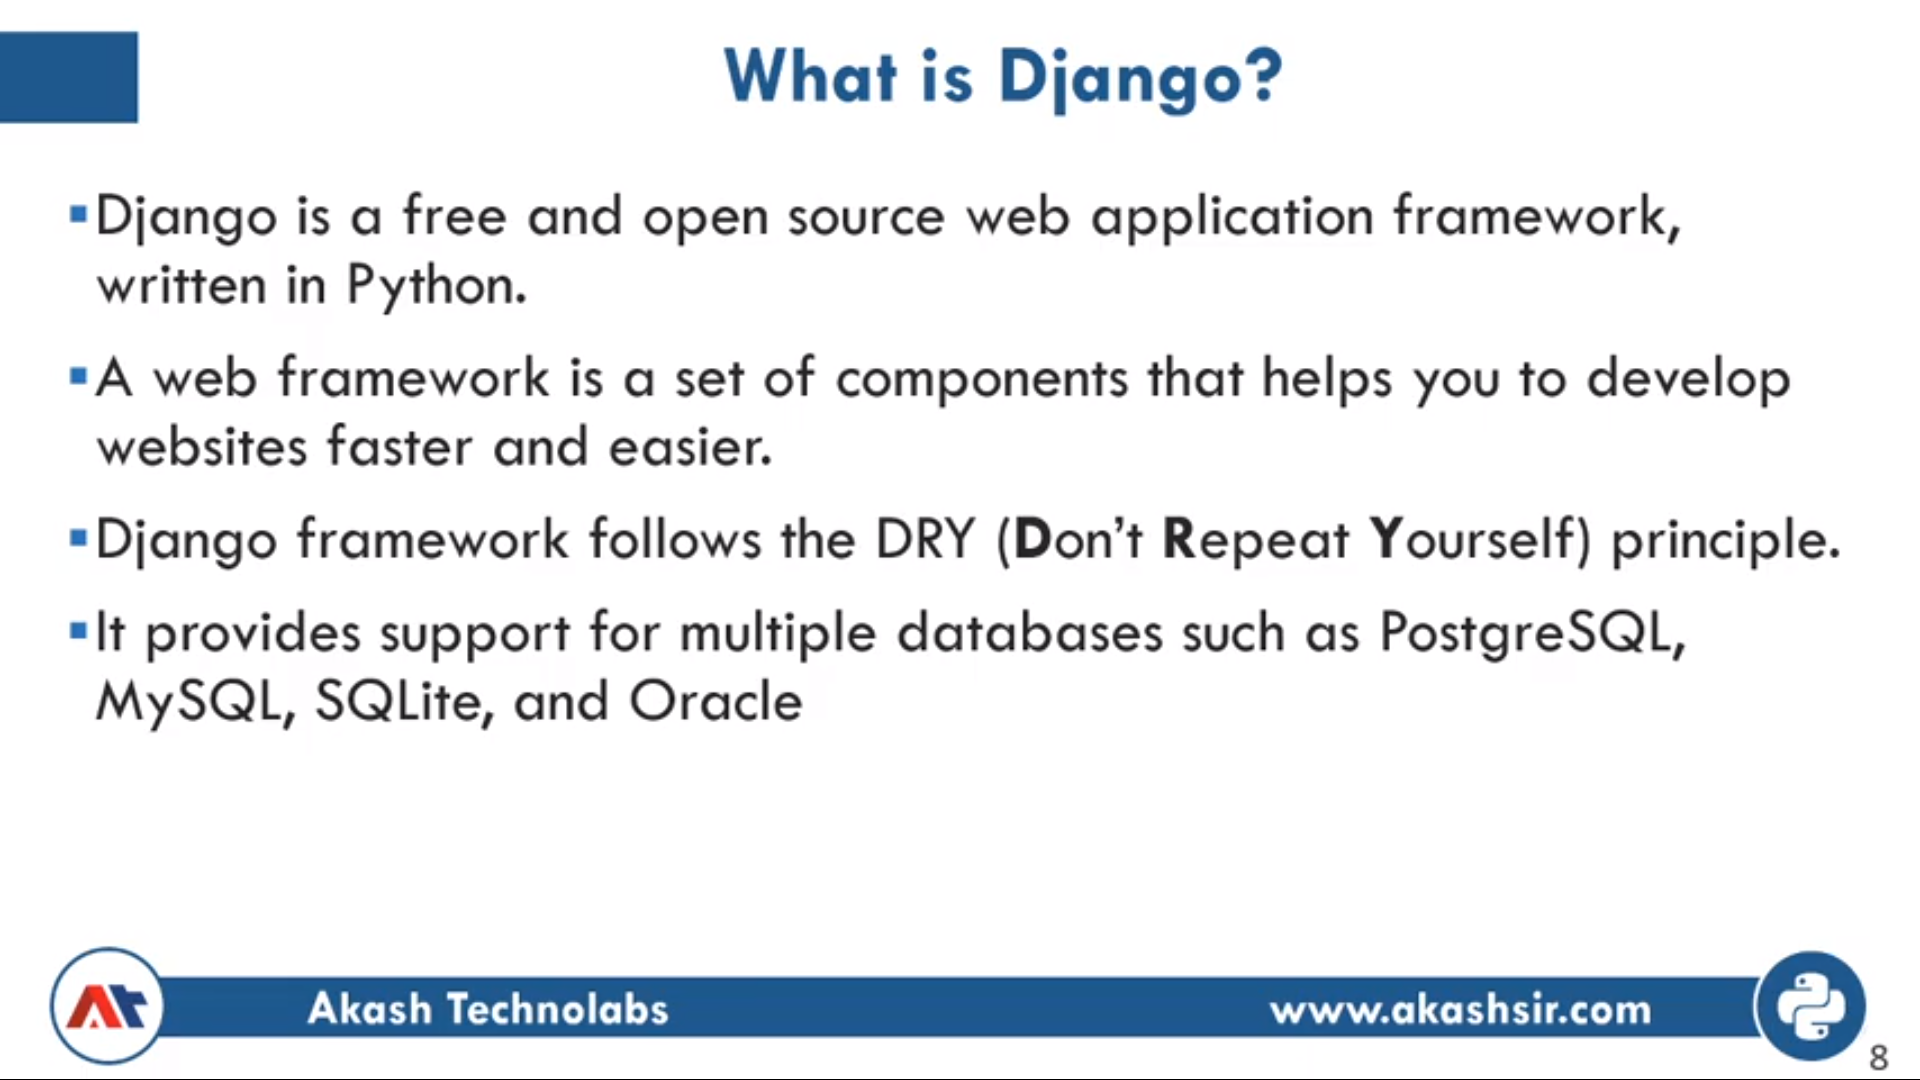 What is Django?
▪Django is a free and open source web application framework,
written in Python.
▪A web framework is a set of components that helps you to develop
websites faster and easier.
▪Django framework follows the DRY (Don’t Repeat Yourself) principle.
▪It provides support for multiple databases such as PostgreSQL,
MySQL, SQLite, and Oracle
At
Akash Technolabs
www.akashsir.com
8